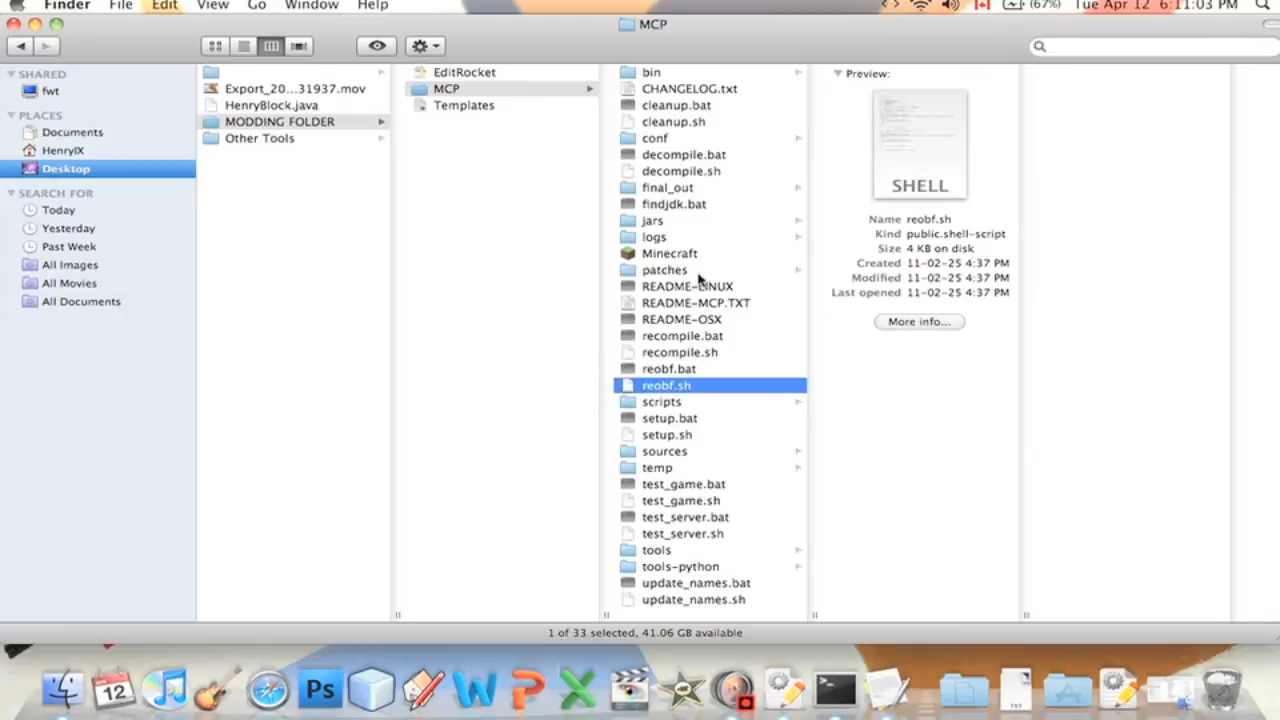 Finder File Edit View Go Window Help
(67%) Tue Apr 12 6:11:03 PM
MCP
SHARED
fwt
PLACES
Documents
HenryIX
Desktop
SEARCH FOR
Today
Yesterday
Past Week
All Images
All Movies
All Documents
Export_20...31937.mov
HenryBlock.java
MODDING FOLDER
Other Tools
EditRocket
MCP
Templates
bin
CHANGELOG.txt
cleanup.bat
cleanup.sh
conf
decompile.bat
decompile.sh
final_out
findjdk.bat
jars
logs
Minecraft
patches
README-LINUX
README-MCP.TXT
README-OSX
recompile.bat
recompile.sh
reobf.bat
reobf.sh
scripts
setup.bat
setup.sh
sources
temp
test_game.bat
test_game.sh
test_server.bat
test_server.sh
tools
tools-python
update_names.bat
update_names.sh
Preview:
SHELL
Name reobf.sh
Kind public.shell-script
Size 4 KB on disk
Created 11-02-25 4:37 PM
Modified 11-02-25 4:37 PM
Last opened 11-02-25 4:37 PM
More info...
1 of 33 selected, 41.06 GB available
12
Ps
W
P
X
TXT